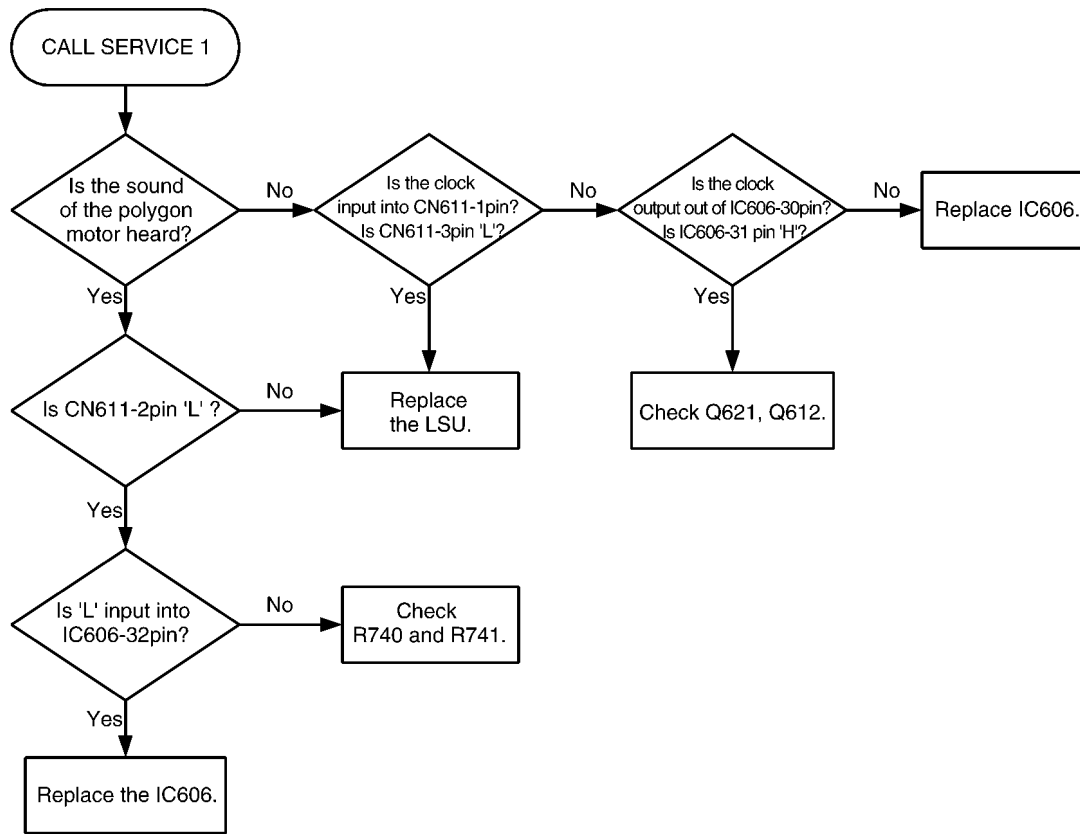 CALL SERVICE 1
Is the sound
of the polygon
motor heard?
No
Is the clock
input into CN611-1pin?
Is CN611-3pin 'L'?
No
Is the clock
output out of IC606-30pin?
Is IC606-31 pin 'H'?
No
Replace IC606.
Yes
Yes
Yes
Is CN611-2pin 'L' ?
No
Replace
the LSU.
Check Q621, Q612.
Yes
Is 'L' input into
IC606-32pin?
No
Check
R740 and R741.
Yes
Replace the IC606.